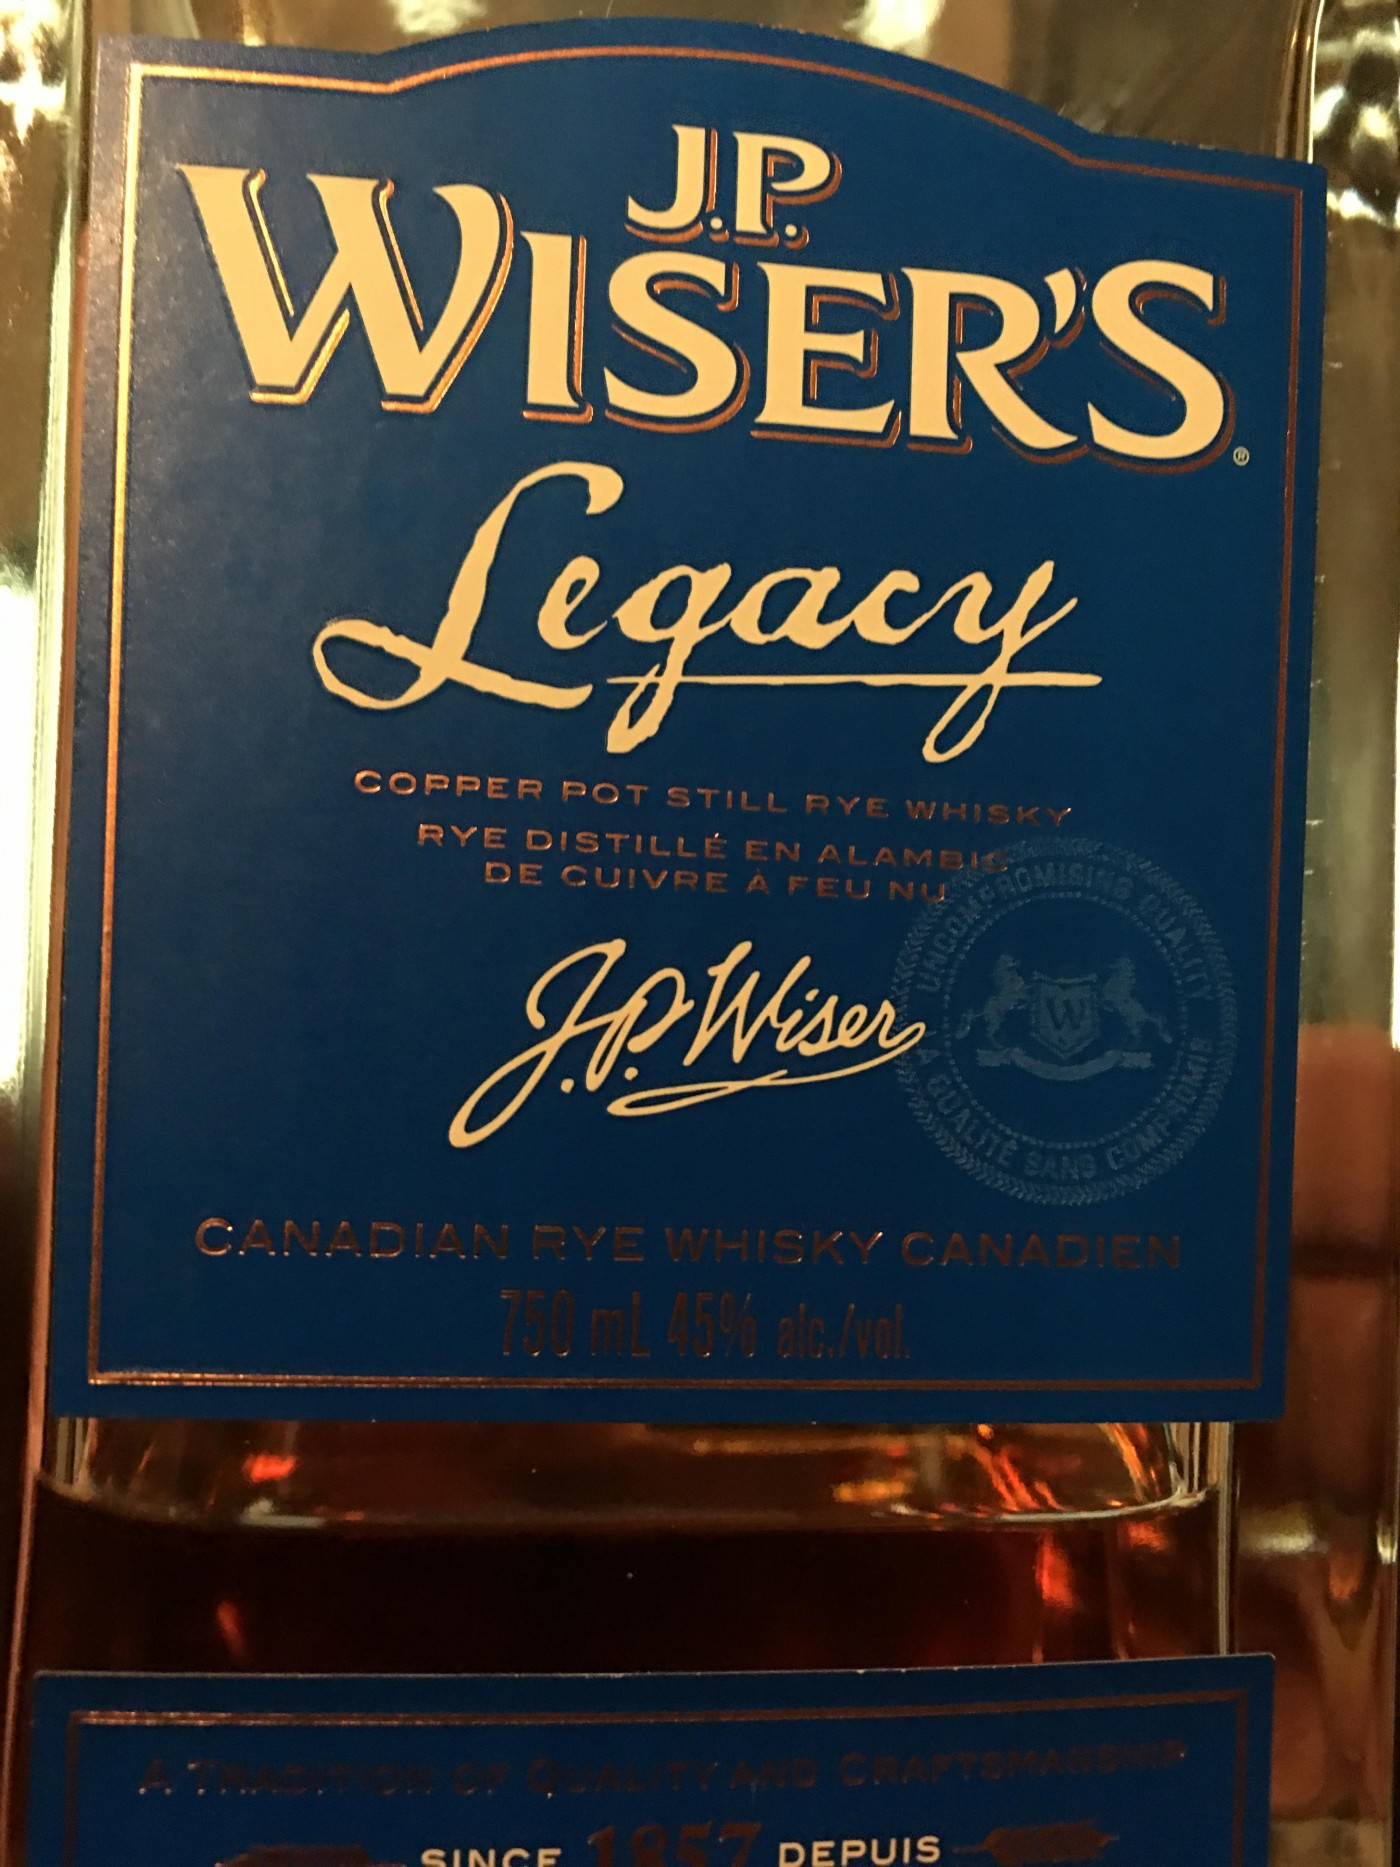 J.P.
WISER'S®
Legacy
COPPER POT STILL RYE WHISKY
RYE DISTILLÉ EN ALAMBIC
DE CUIVRE À FEU NU
J.P. Wiser
UNCOMPROMISING QUALITY
W
LA QUALITÉ SANS COMPROMIS
CANADIAN RYE WHISKY CANADIEN
750 mL 45% alc./vol.
A TRADITION OF QUALITY AND CRAFTSMANSHIP
SINCE 1857 DEPUIS